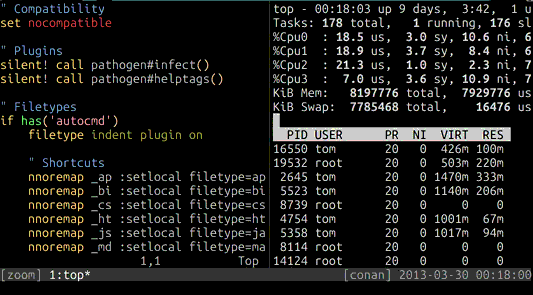 " Compatibility
set nocompatible
" Plugins
silent! call pathogen#infect()
silent! call pathogen#helptags()
" Filetypes
if has('autocmd')
filetype indent plugin on
" Shortcuts
nnoremap _ap :setlocal filetype=ap
nnoremap _bi :setlocal filetype=bi
nnoremap _cs :setlocal filetype=cs
nnoremap _ht :setlocal filetype=ht
nnoremap _js :setlocal filetype=ja
nnoremap _md :setlocal filetype=ma
1,1 Top
top - 00:18:03 up 9 days, 3:42, 1 u
Tasks: 178 total, 1 running, 176 sl
%Cpu0 : 18.5 us, 3.0 sy, 10.6 ni, 6
%Cpu1 : 18.9 us, 3.7 sy, 8.4 ni, 6
%Cpu2 : 21.3 us, 1.0 sy, 2.3 ni, 7
%Cpu3 : 7.0 us, 3.6 sy, 10.9 ni, 7
KiB Mem: 8197776 total, 7929776 us
KiB Swap: 7785468 total, 16476 us
PID USER PR NI VIRT RES
16550 tom 20 0 426m 100m
19532 root 20 0 503m 220m
2645 tom 20 0 1470m 333m
5523 tom 20 0 1140m 206m
8739 root 20 0 0 0
4754 tom 20 0 1001m 67m
5358 tom 20 0 1017m 94m
8114 root 20 0 0 0
14124 root 20 0 0 0
[zoom] 1:top* [conan] 2013-03-30 00:18:00